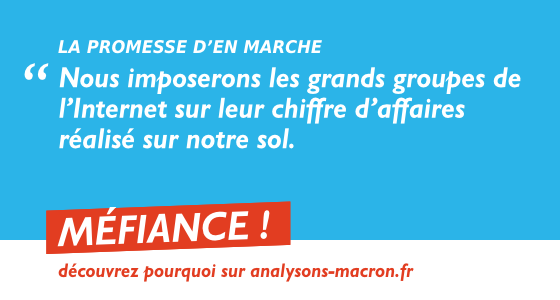 LA PROMESSE D’EN MARCHE
“ Nous imposerons les grands groupes de
l’Internet sur leur chiffre d’affaires
réalisé sur notre sol.
MÉFIANCE !
découvrez pourquoi sur analysons-macron.fr